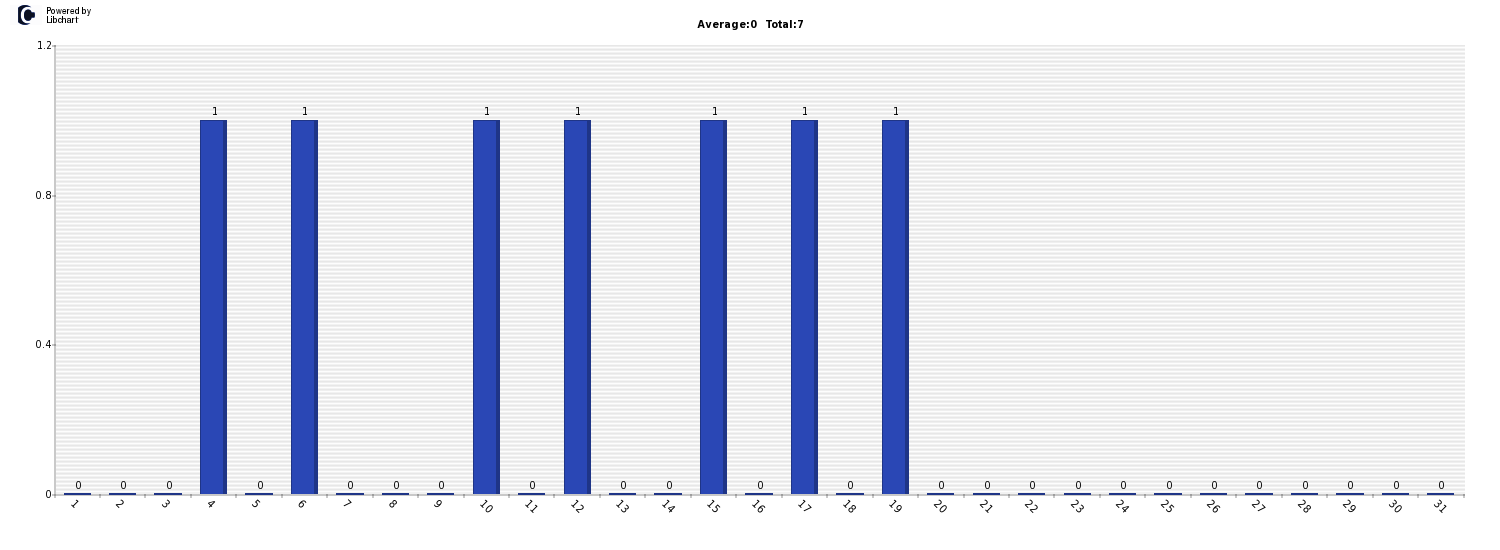 Powered by
Libchart
Average:0 Total:7
1.2
1 1 1 1 1 1 1
0.8
0.4
0 0 0 0 0 0 0 0 0 0 0 0 0 0 0 0 0 0 0 0 0 0 0 0
0
1 2 3 4 5 6 7 8 9 10 11 12 13 14 15 16 17 18 19 20 21 22 23 24 25 26 27 28 29 30 31